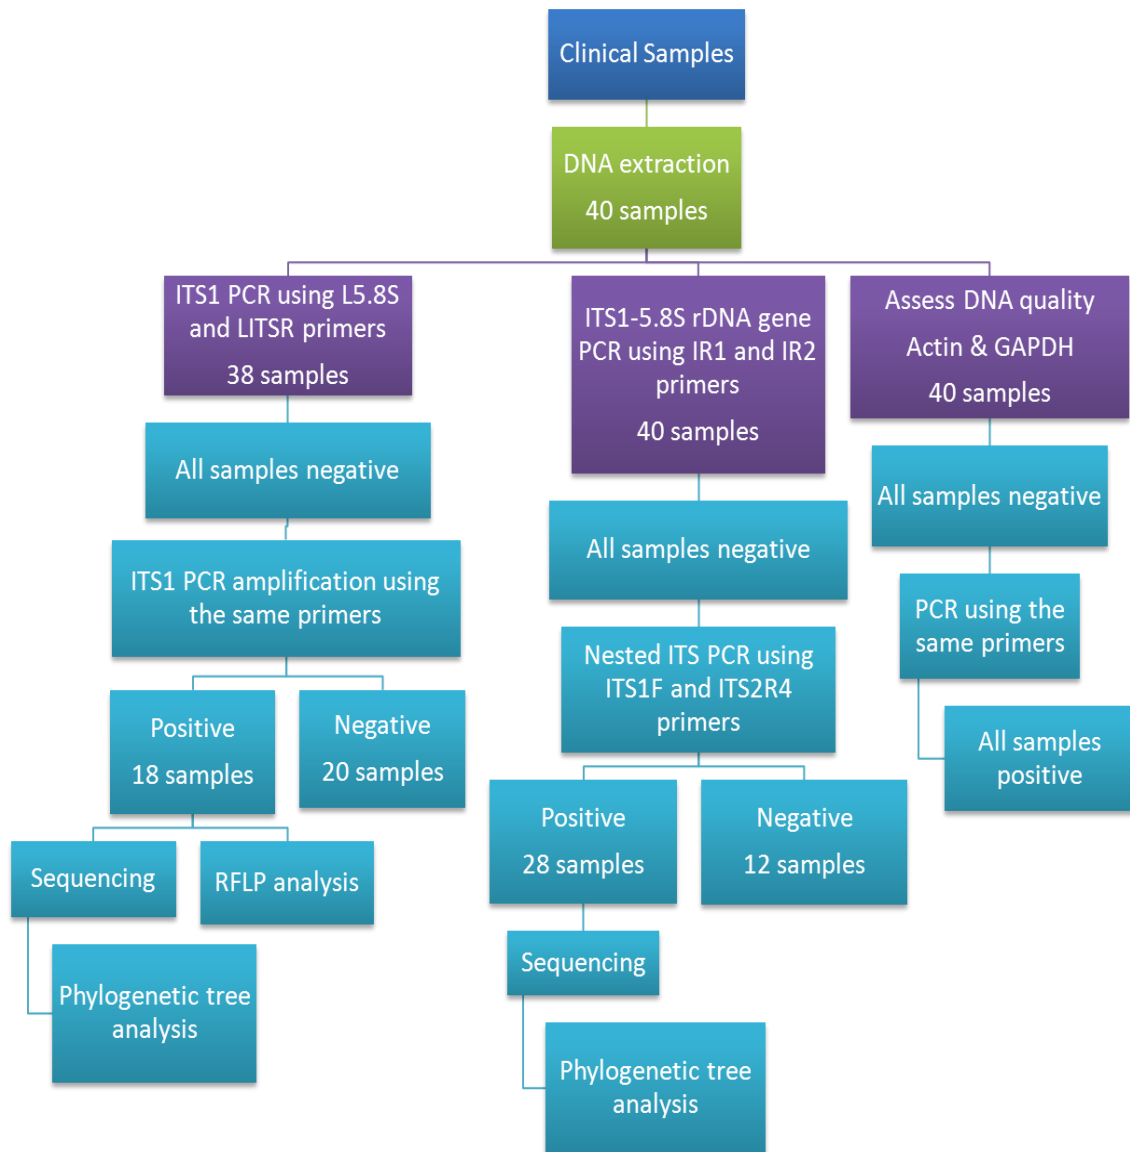 Clinical Samples
DNA extraction
40 samples
ITS1 PCR using L5.8S
and LITSR primers
38 samples
All samples negative
ITS1 PCR amplification using
the same primers
Positive
18 samples
Negative
20 samples
Sequencing
RFLP analysis
Phylogenetic tree
analysis
ITS1-5.8S rDNA gene
PCR using IR1 and IR2
primers
40 samples
All samples negative
Nested ITS PCR using
ITS1F and ITS2R4
primers
Positive
28 samples
Negative
12 samples
Sequencing
Phylogenetic tree
analysis
Assess DNA quality
Actin & GAPDH
40 samples
All samples negative
PCR using the
same primers
All samples
positive